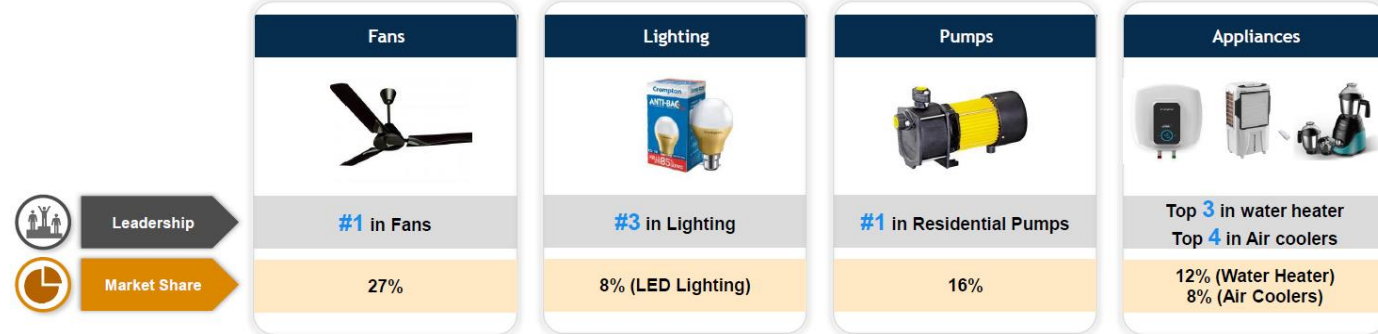 Fans
Lighting
Pumps
Appliances
Crompton
ANTI-BAC
Leadership
#1 in Fans
#3 in Lighting
#1 in Residential Pumps
Top 3 in water heater
Top 4 in Air coolers
Market Share
27%
8% (LED Lighting)
16%
12% (Water Heater)
8% (Air Coolers)